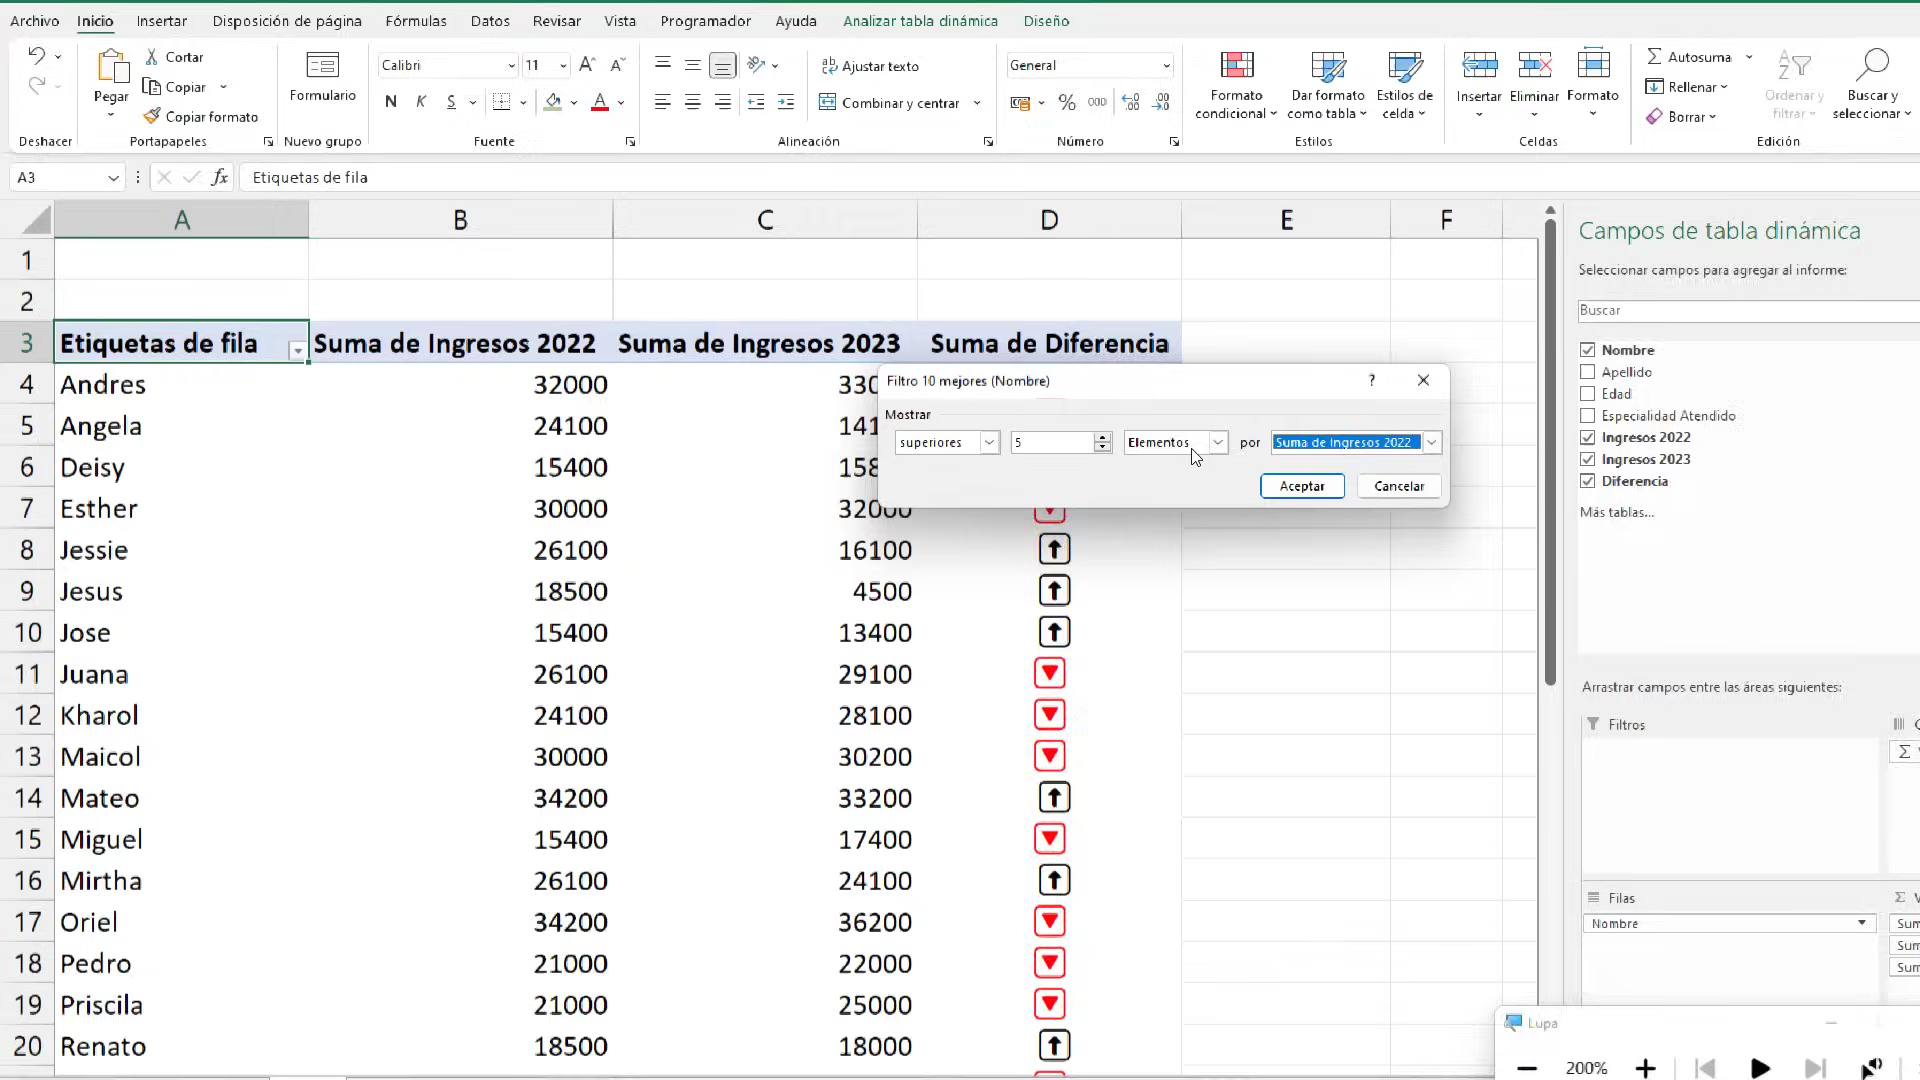 Archivo Inicio Insertar Disposición de página Fórmulas Datos Revisar Vista Programador Ayuda Analizar tabla dinámica Diseño
Pegar Cortar Copiar Copiar formato
Formulario
Calibri 11
N K S
Ajustar texto
Combinar y centrar
General
% 000
Formato condicional
Dar formato como tabla
Estilos de celda
Insertar Eliminar Formato
Autosuma
Rellenar
Borrar
Ordenar y filtrar
Buscar y seleccionar
Deshacer Portapapeles Nuevo grupo Fuente Alineación Número Estilos Celdas Edición
A3 fx Etiquetas de fila
A B C D E F
1
2
3 Etiquetas de fila Suma de Ingresos 2022 Suma de Ingresos 2023 Suma de Diferencia
4 Andres 32000
5 Angela 24100
6 Deisy 15400
7 Esther 30000 32000
8 Jessie 26100 16100
9 Jesus 18500 4500
10 Jose 15400 13400
11 Juana 26100 29100
12 Kharol 24100 28100
13 Maicol 30000 30200
14 Mateo 34200 33200
15 Miguel 15400 17400
16 Mirtha 26100 24100
17 Oriel 34200 36200
18 Pedro 21000 22000
19 Priscila 21000 25000
20 Renato 18500 18000
Filtro 10 mejores (Nombre) ?
Mostrar
superiores 5 Elementos por Suma de Ingresos 2022
Aceptar Cancelar
Campos de tabla dinámica
Seleccionar campos para agregar al informe:
Buscar
Nombre
Apellido
Edad
Especialidad Atendido
Ingresos 2022
Ingresos 2023
Diferencia
Más tablas...
Arrastrar campos entre las áreas siguientes:
Filtros
Filas
Nombre
Lupa
200%